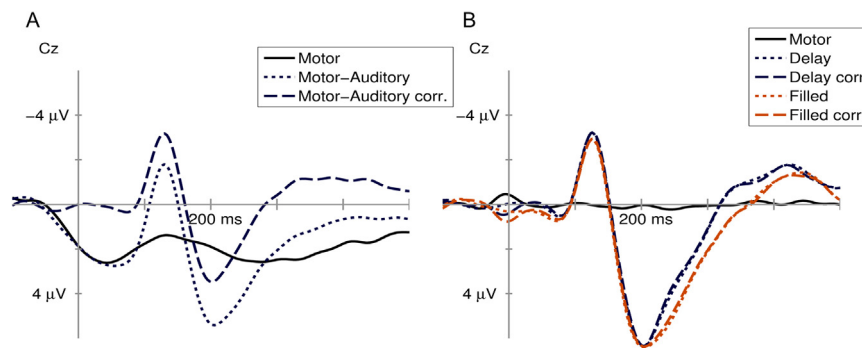 A
Cz
Motor
Motor–Auditory
Motor–Auditory corr.
-4 µV
200 ms
4 µV
B
Cz
Motor
Delay
Delay corr
Filled
Filled corr
-4 µV
200 ms
4 µV